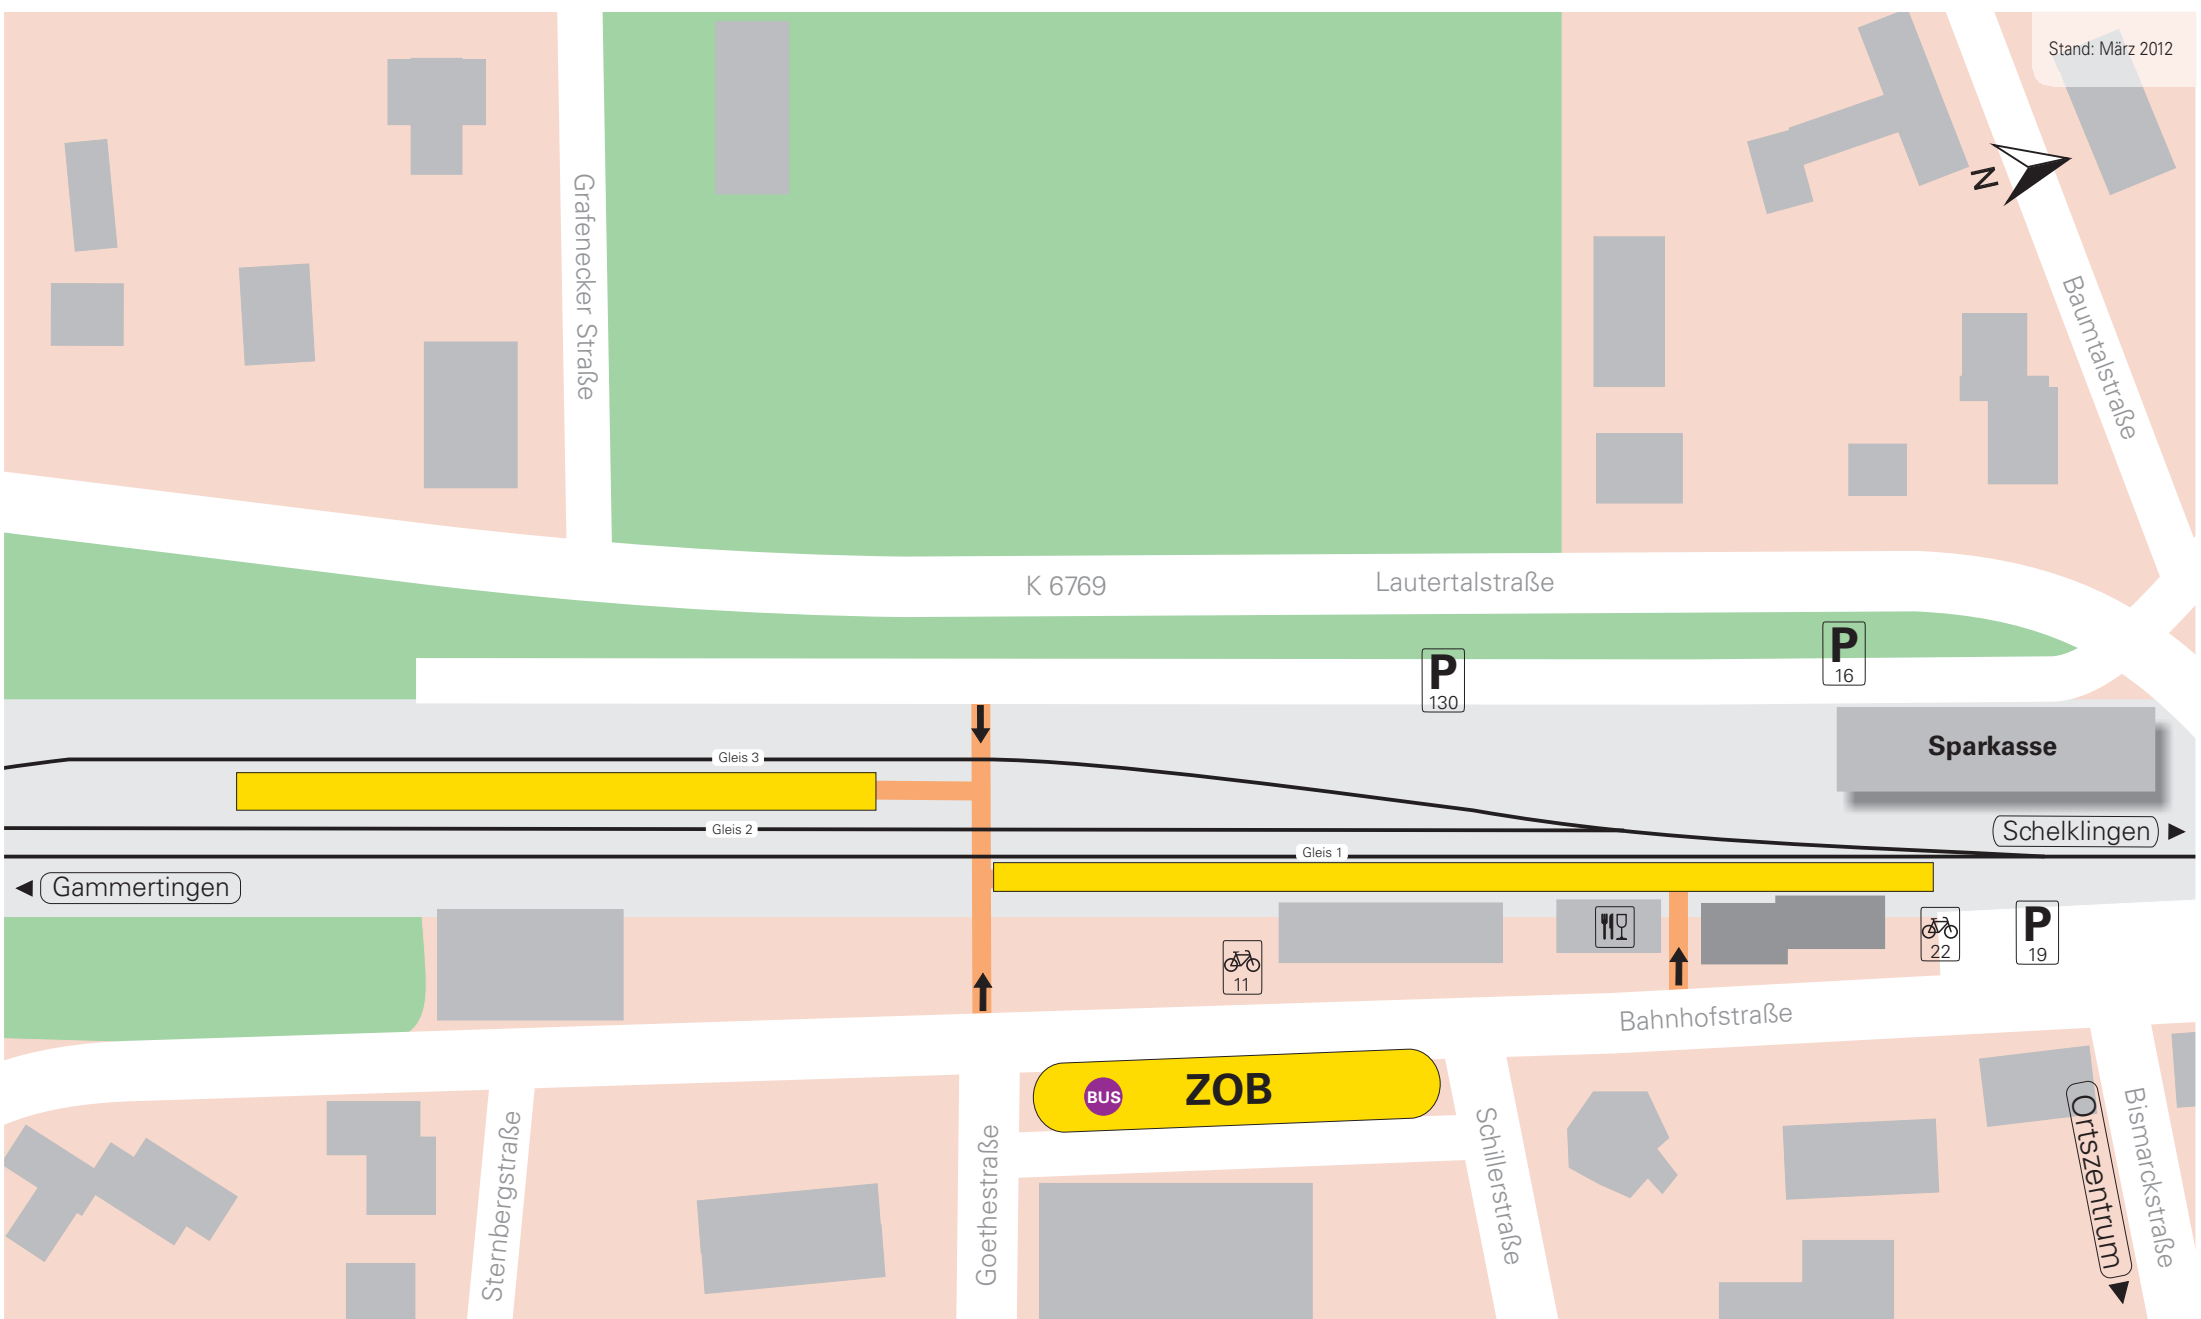 Stand: März 2012
N
Grafenecker Straße
Baumtalstraße
K 6769
Lautertalstraße
P
16
P
130
Sparkasse
Gleis 3
Gleis 2
Gleis 1
Schelklingen
Gammertingen
11
22
P
19
Bahnhofstraße
BUS
ZOB
Sternbergstraße
Goethestraße
Schillerstraße
Ortszentrum
Bismarckstraße